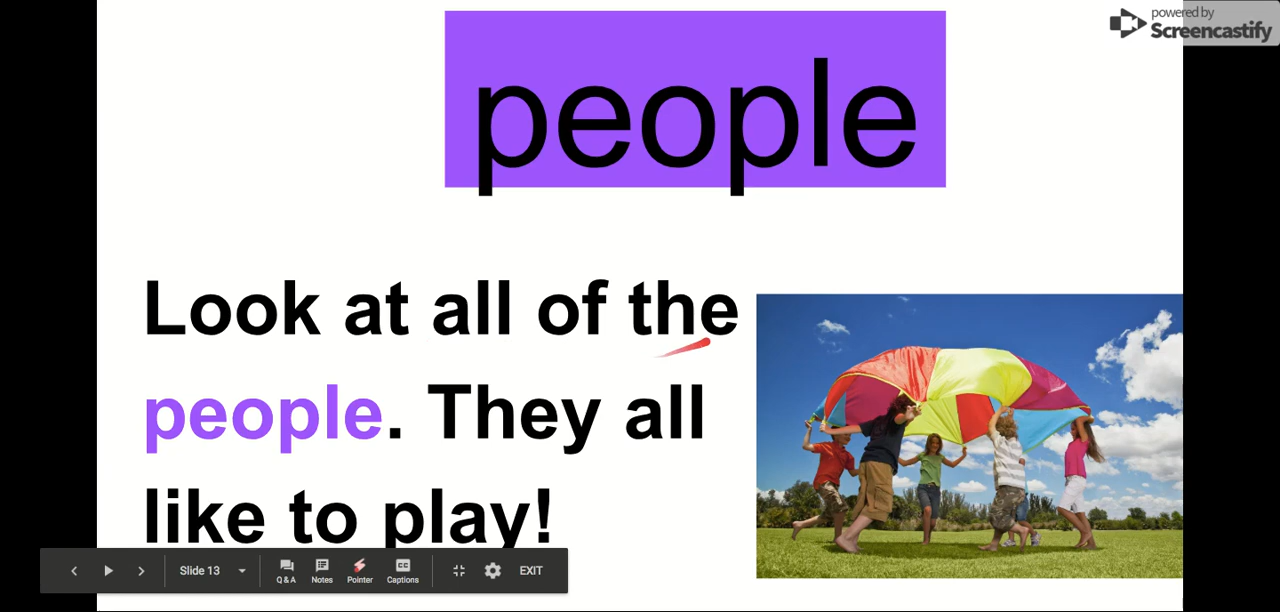 powered by
Screencastify
people
Look at all of the
people. They all
like to play!
Slide 13
Q & A
Notes
Pointer
Captions
EXIT